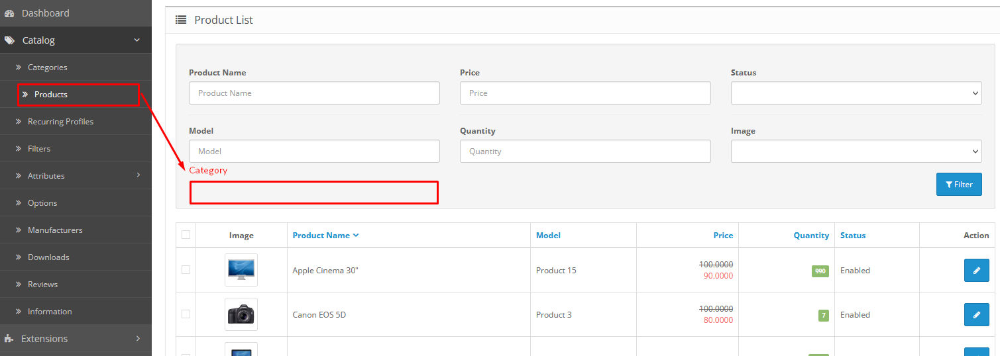 Dashboard
Catalog
Categories
Products
Recurring Profiles
Filters
Attributes
Options
Manufacturers
Downloads
Reviews
Information
Extensions
Product List
Product Name Price Status
Product Name Price
Model Quantity Image
Model Quantity
Category
Filter
Image Product Name Model Price Quantity Status Action
100.0000
Apple Cinema 30" Product 15 990 Enabled
90.0000
100.0000
Canon EOS 5D Product 3 7 Enabled
80.0000